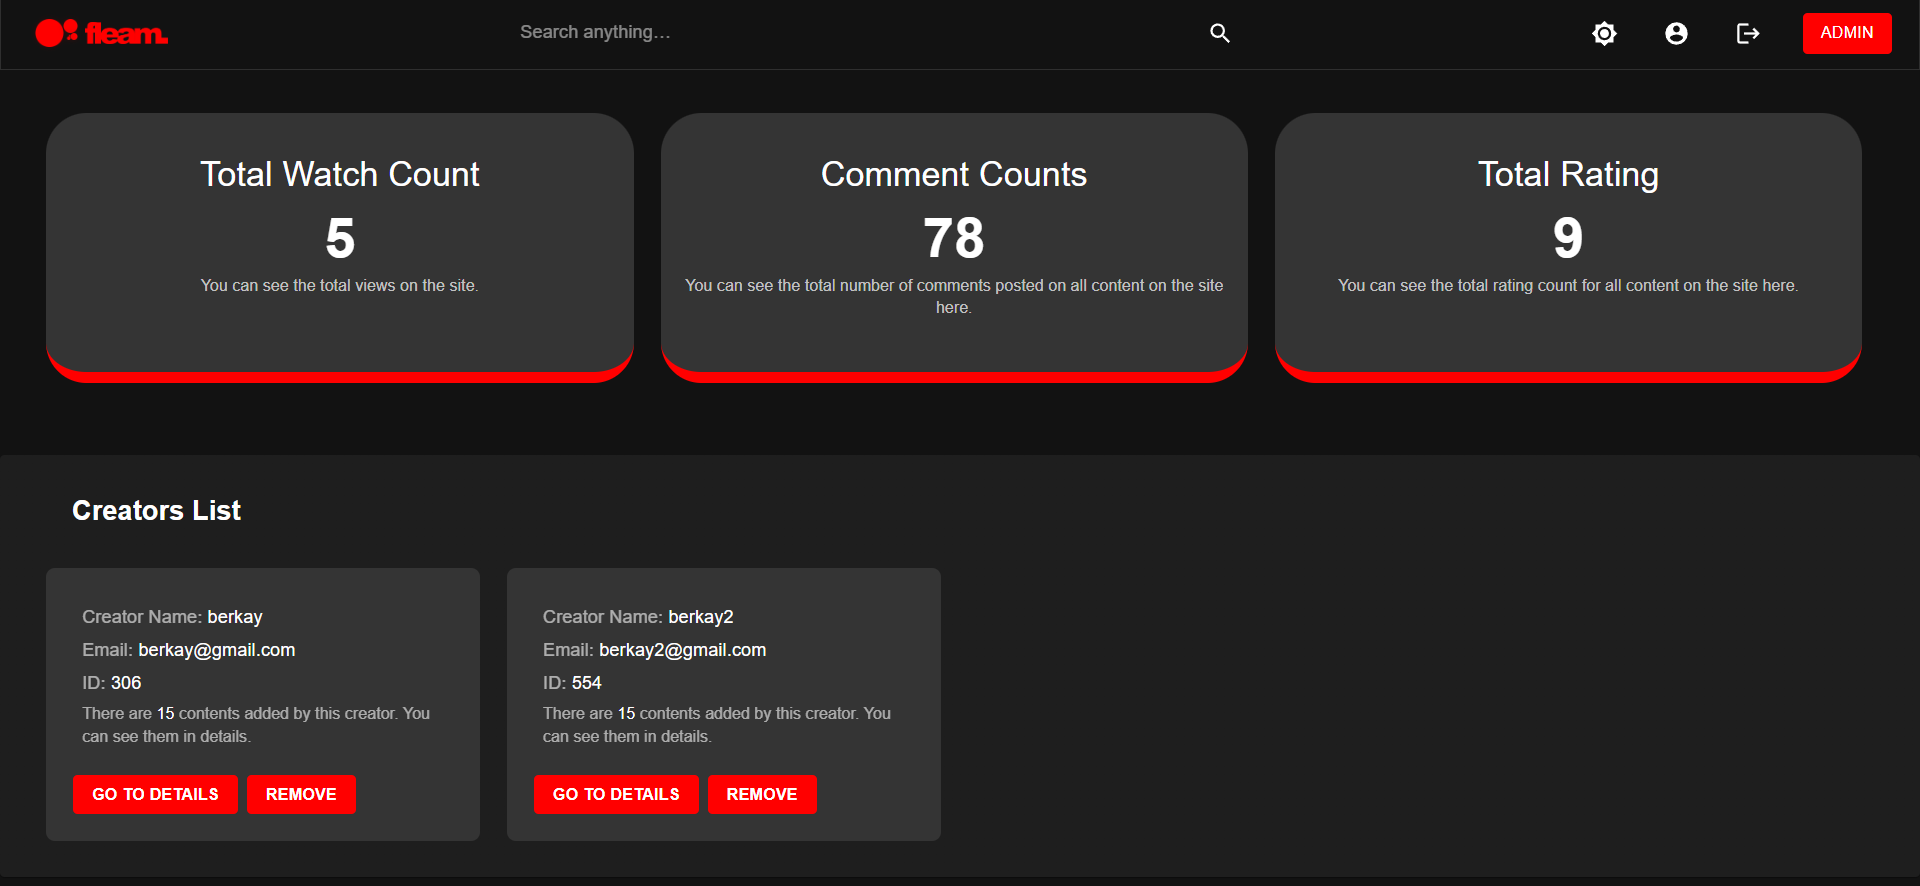 fleam.
Search anything...
ADMIN
Total Watch Count
5
You can see the total views on the site.
Comment Counts
78
You can see the total number of comments posted on all content on the site
here.
Total Rating
9
You can see the total rating count for all content on the site here.
Creators List
Creator Name: berkay
Email: berkay@gmail.com
ID: 306
There are 15 contents added by this creator. You
can see them in details.
GO TO DETAILS
REMOVE
Creator Name: berkay2
Email: berkay2@gmail.com
ID: 554
There are 15 contents added by this creator. You
can see them in details.
GO TO DETAILS
REMOVE